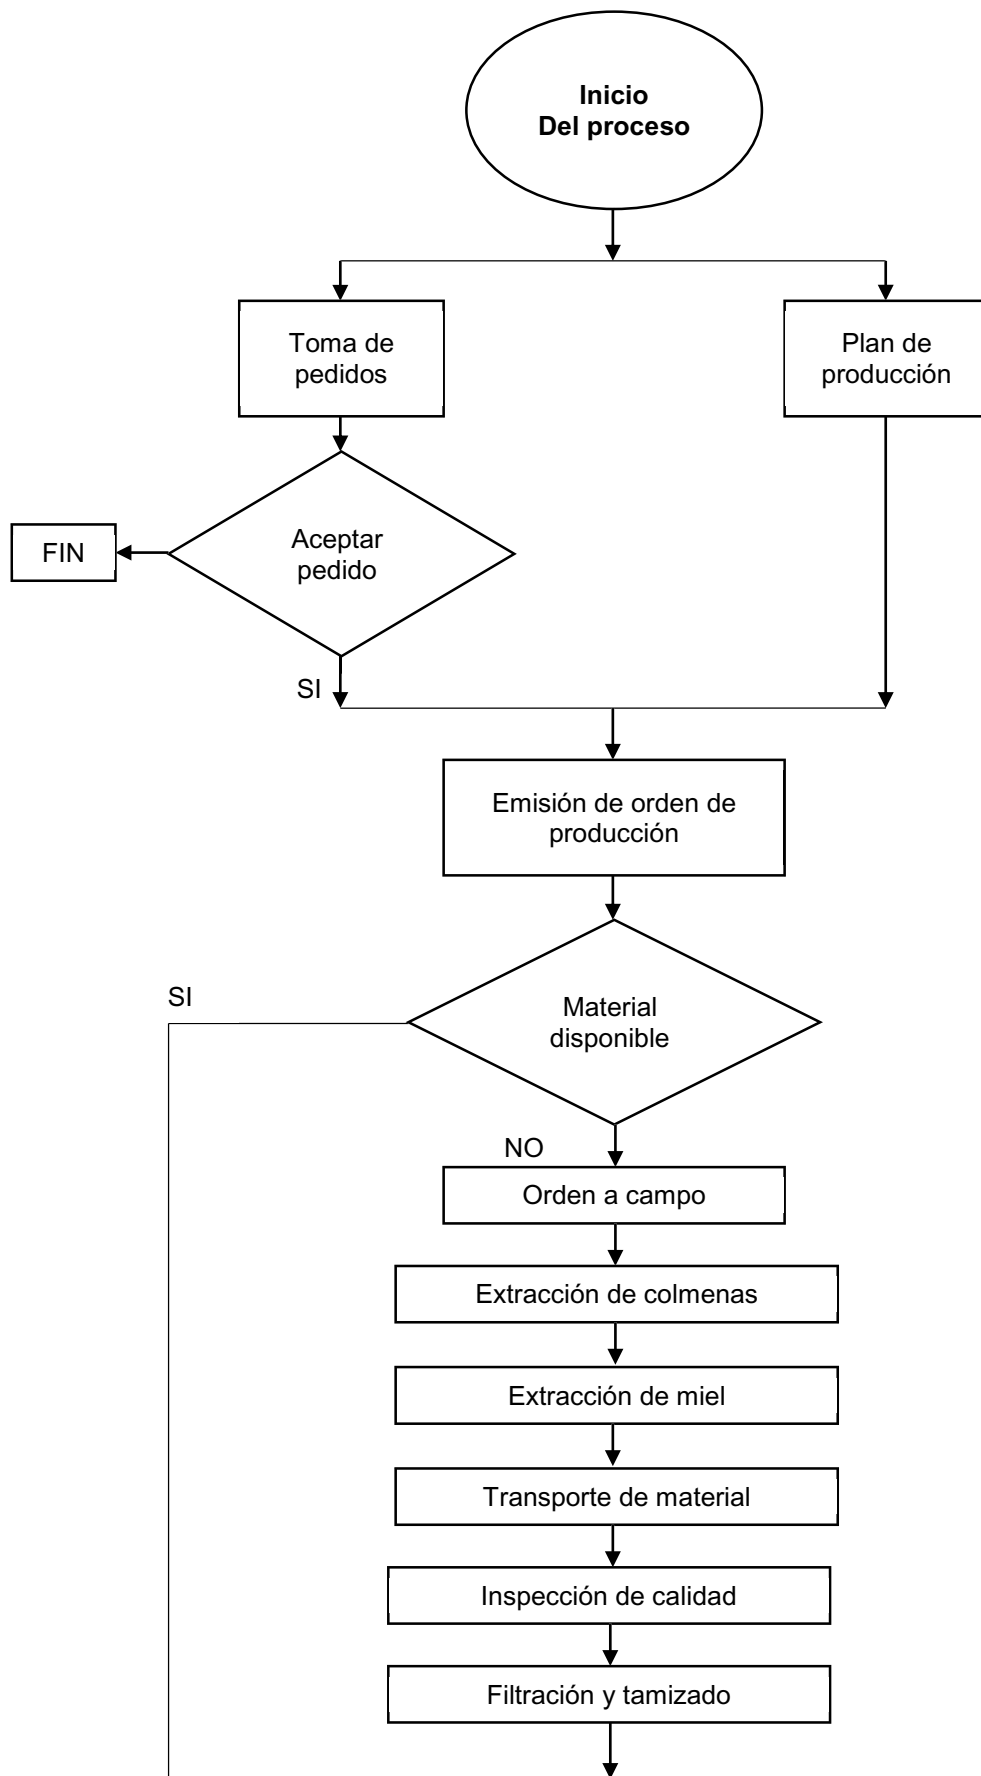 Inicio
Del proceso
Toma de
pedidos
Plan de
producción
Aceptar
pedido
FIN
SI
Emisión de orden de
producción
SI
Material
disponible
NO
Orden a campo
Extracción de colmenas
Extracción de miel
Transporte de material
Inspección de calidad
Filtración y tamizado